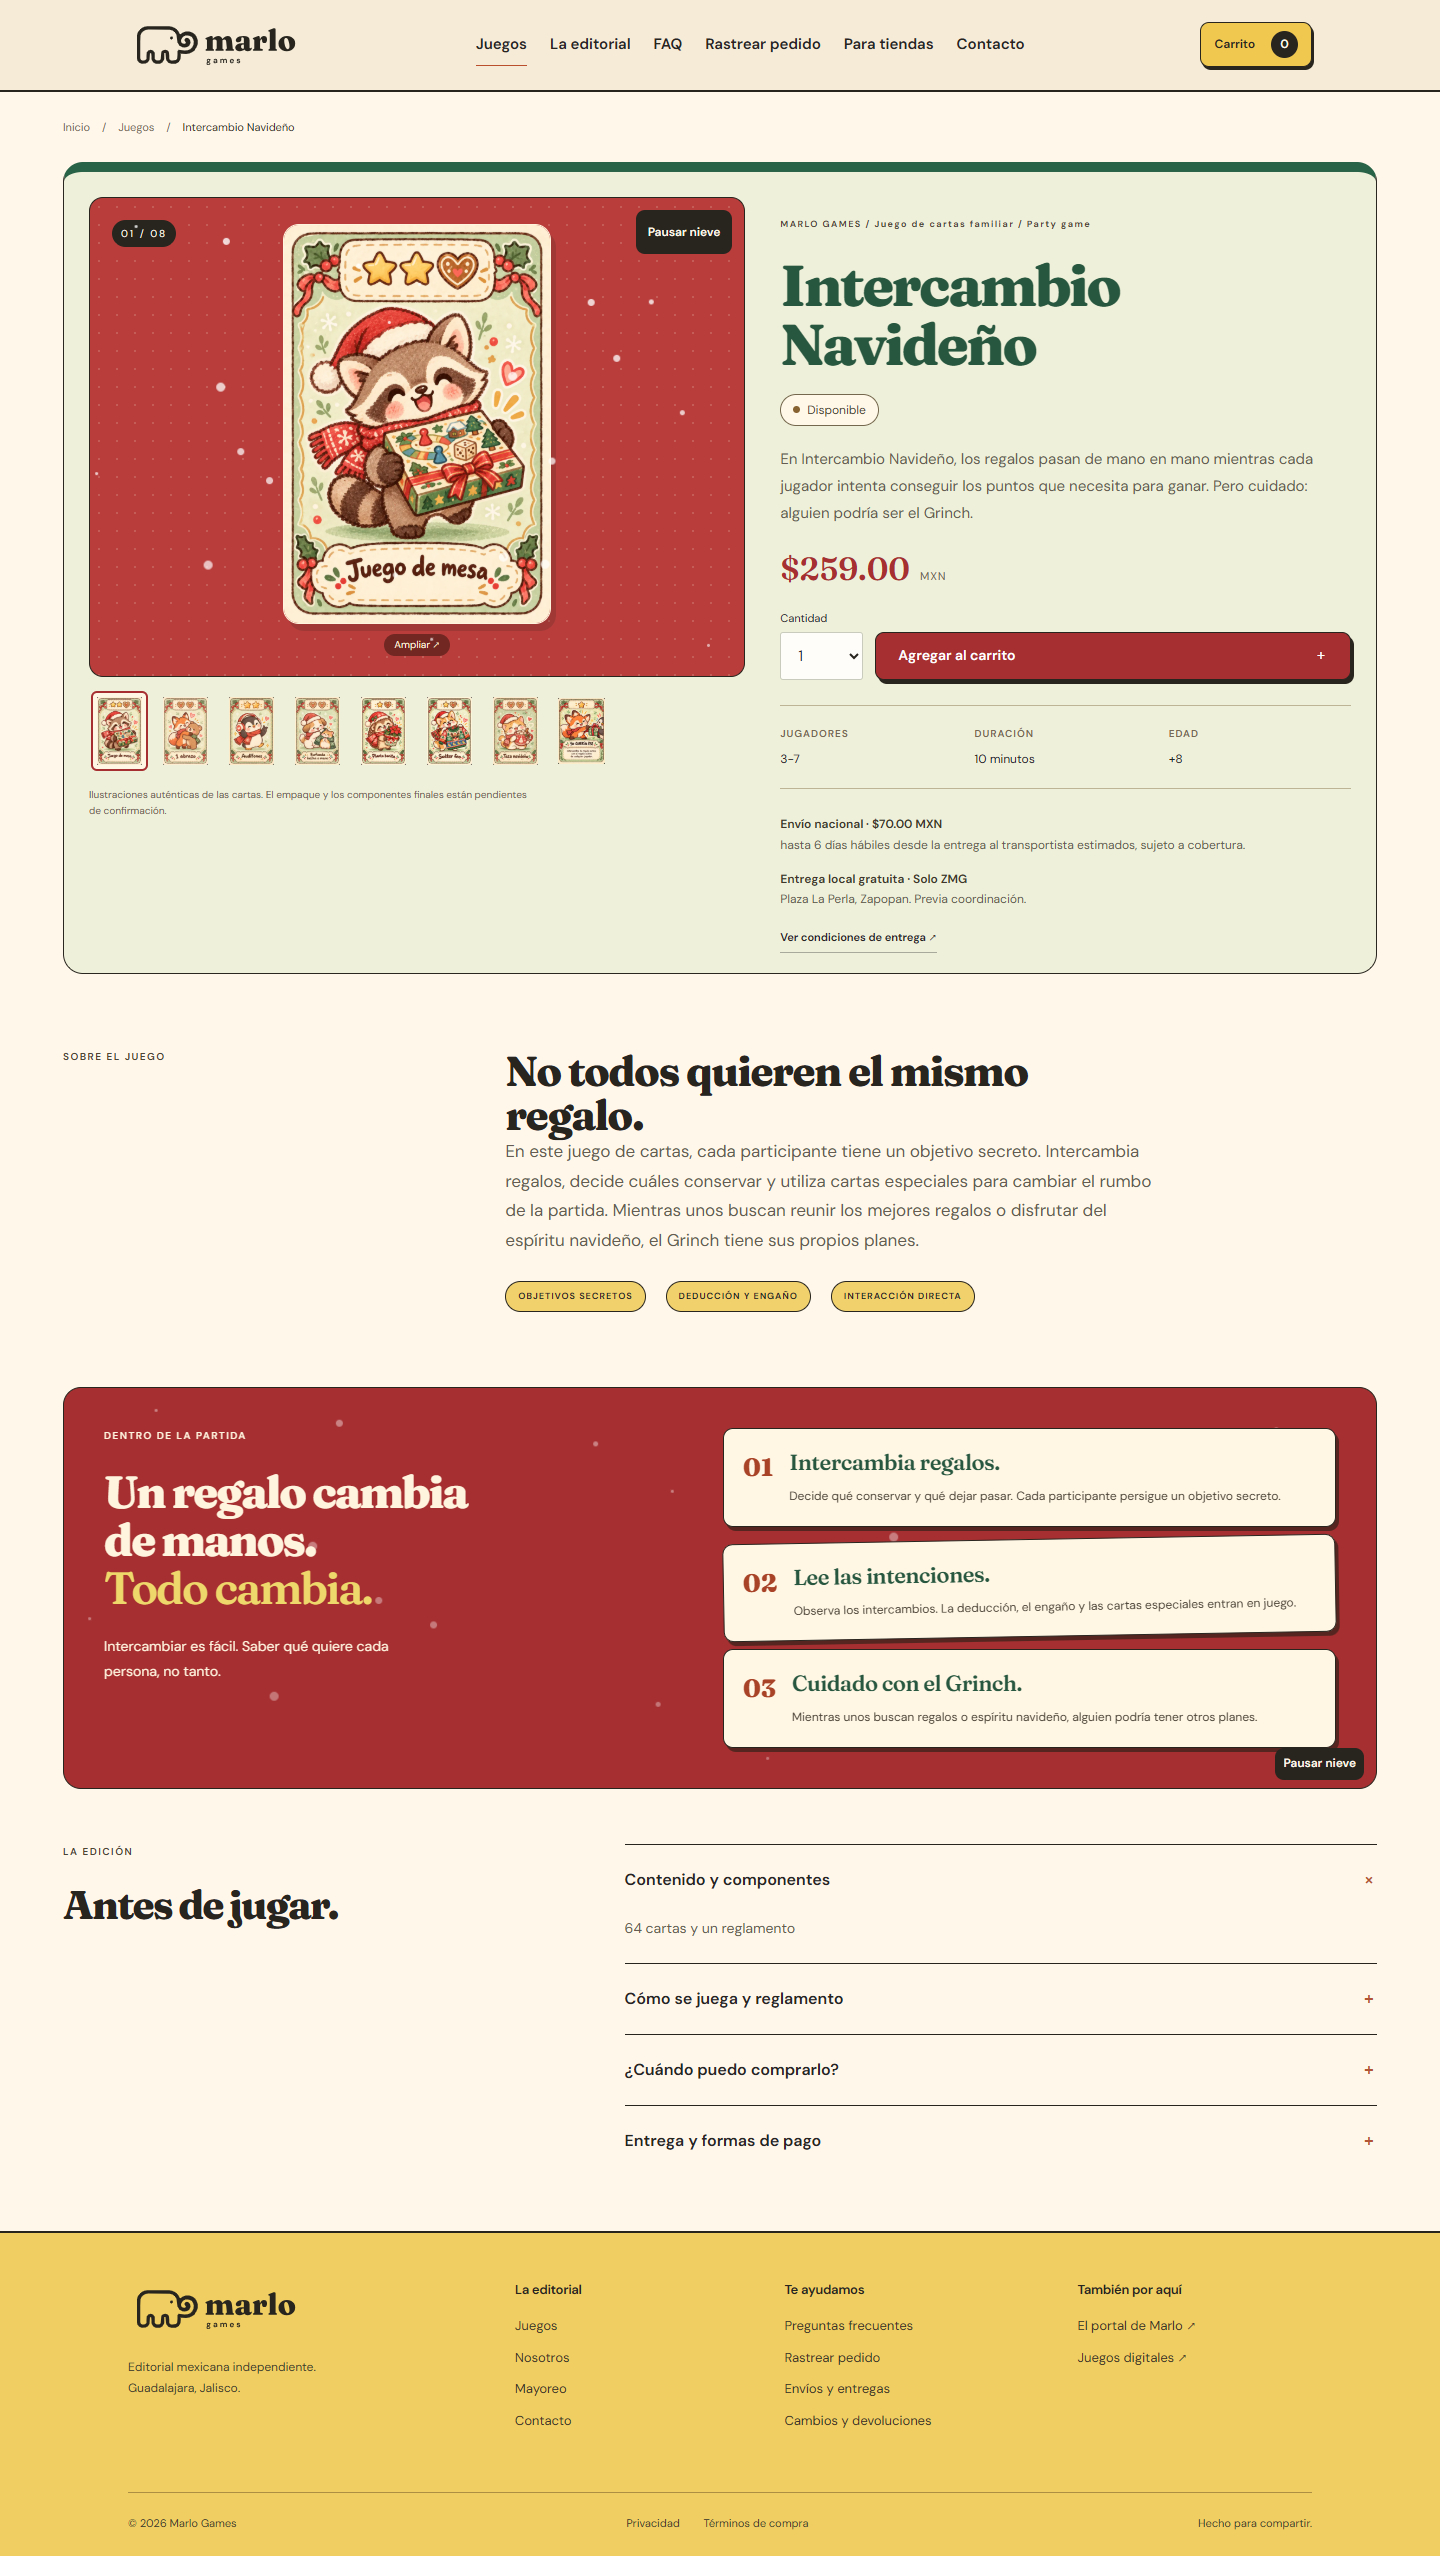 marlo
games
Juegos
La editorial
FAQ
Rastrear pedido
Para tiendas
Contacto
Carrito 0
Inicio / Juegos / Intercambio Navideño
01 / 08
Pausar nieve
Juego de mesa
Ampliar ↗
Ilustraciones auténticas de las cartas. El empaque y los componentes finales están pendientes
de confirmación.
MARLO GAMES / Juego de cartas familiar / Party game
Intercambio
Navideño
Disponible
En Intercambio Navideño, los regalos pasan de mano en mano mientras cada
jugador intenta conseguir los puntos que necesita para ganar. Pero cuidado:
alguien podría ser el Grinch.
$259.00 MXN
Cantidad
1
Agregar al carrito +
JUGADORES
3-7
DURACIÓN
10 minutos
EDAD
+8
Envío nacional · $70.00 MXN
hasta 6 días hábiles desde la entrega al transportista estimados, sujeto a cobertura.
Entrega local gratuita · Solo ZMG
Plaza La Perla, Zapopan. Previa coordinación.
Ver condiciones de entrega ↗
SOBRE EL JUEGO
No todos quieren el mismo
regalo.
En este juego de cartas, cada participante tiene un objetivo secreto. Intercambia
regalos, decide cuáles conservar y utiliza cartas especiales para cambiar el rumbo
de la partida. Mientras unos buscan reunir los mejores regalos o disfrutar del
espíritu navideño, el Grinch tiene sus propios planes.
OBJETIVOS SECRETOS
DEDUCCIÓN Y ENGAÑO
INTERACCIÓN DIRECTA
DENTRO DE LA PARTIDA
Un regalo cambia
de manos.
Todo cambia.
Intercambiar es fácil. Saber qué quiere cada
persona, no tanto.
01 Intercambia regalos.
Decide qué conservar y qué dejar pasar. Cada participante persigue un objetivo secreto.
02 Lee las intenciones.
Observa los intercambios. La deducción, el engaño y las cartas especiales entran en juego.
03 Cuidado con el Grinch.
Mientras unos buscan regalos o espíritu navideño, alguien podría tener otros planes.
Pausar nieve
LA EDICIÓN
Antes de jugar.
Contenido y componentes ×
64 cartas y un reglamento
Cómo se juega y reglamento +
¿Cuándo puedo comprarlo? +
Entrega y formas de pago +
marlo
games
Editorial mexicana independiente.
Guadalajara, Jalisco.
La editorial
Juegos
Nosotros
Mayoreo
Contacto
Te ayudamos
Preguntas frecuentes
Rastrear pedido
Envíos y entregas
Cambios y devoluciones
También por aquí
El portal de Marlo ↗
Juegos digitales ↗
© 2026 Marlo Games
Privacidad
Términos de compra
Hecho para compartir.